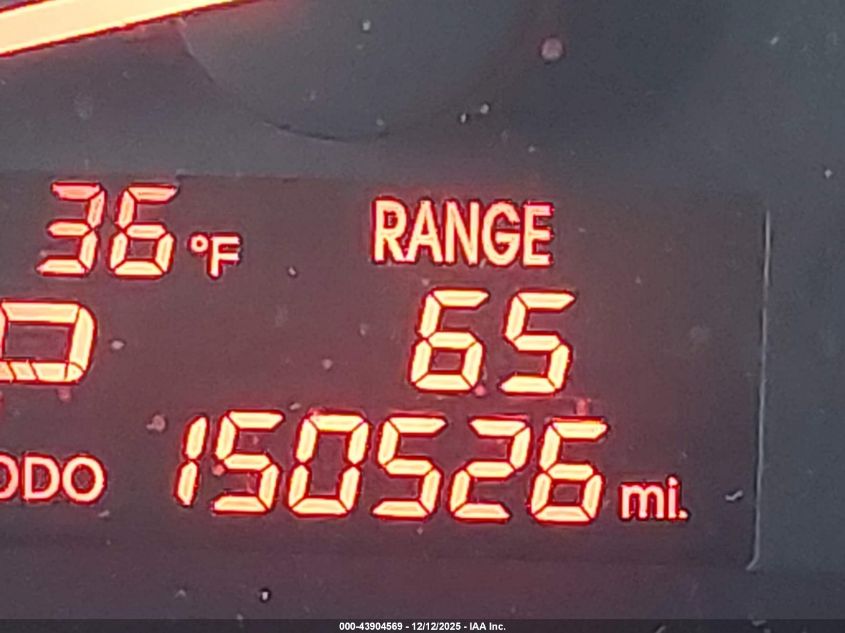 36°F
RANGE
65
ODO 150526 mi.
000-43904569 - 12/12/2025 - IAA Inc.